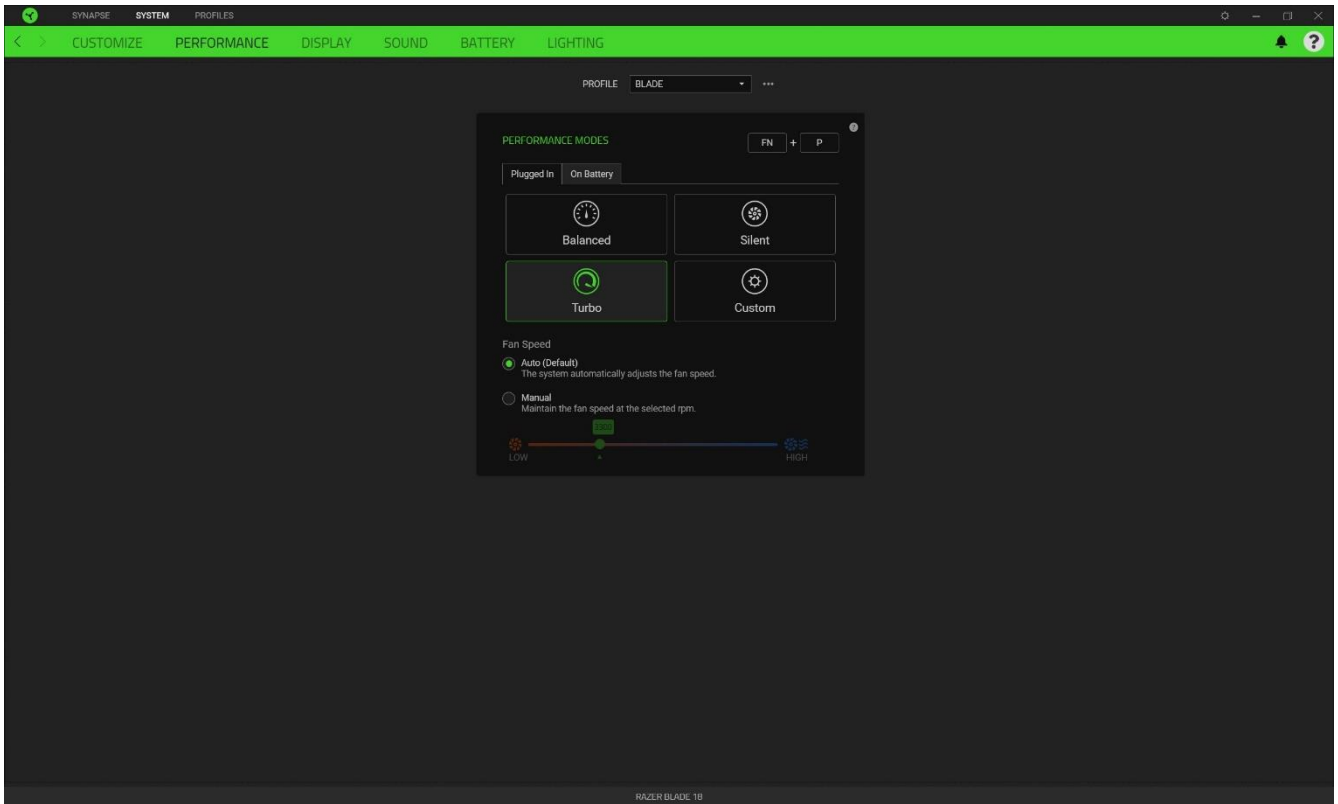 SYNAPSE SYSTEM PROFILES
CUSTOMIZE PERFORMANCE DISPLAY SOUND BATTERY LIGHTING ?
PROFILE BLADE
PERFORMANCE MODES FN + P
Plugged In On Battery
Balanced Silent
Turbo Custom
Fan Speed
Auto (Default)
The system automatically adjusts the fan speed.
Manual
Maintain the fan speed at the selected rpm.
LOW HIGH
RAZER BLADE 18